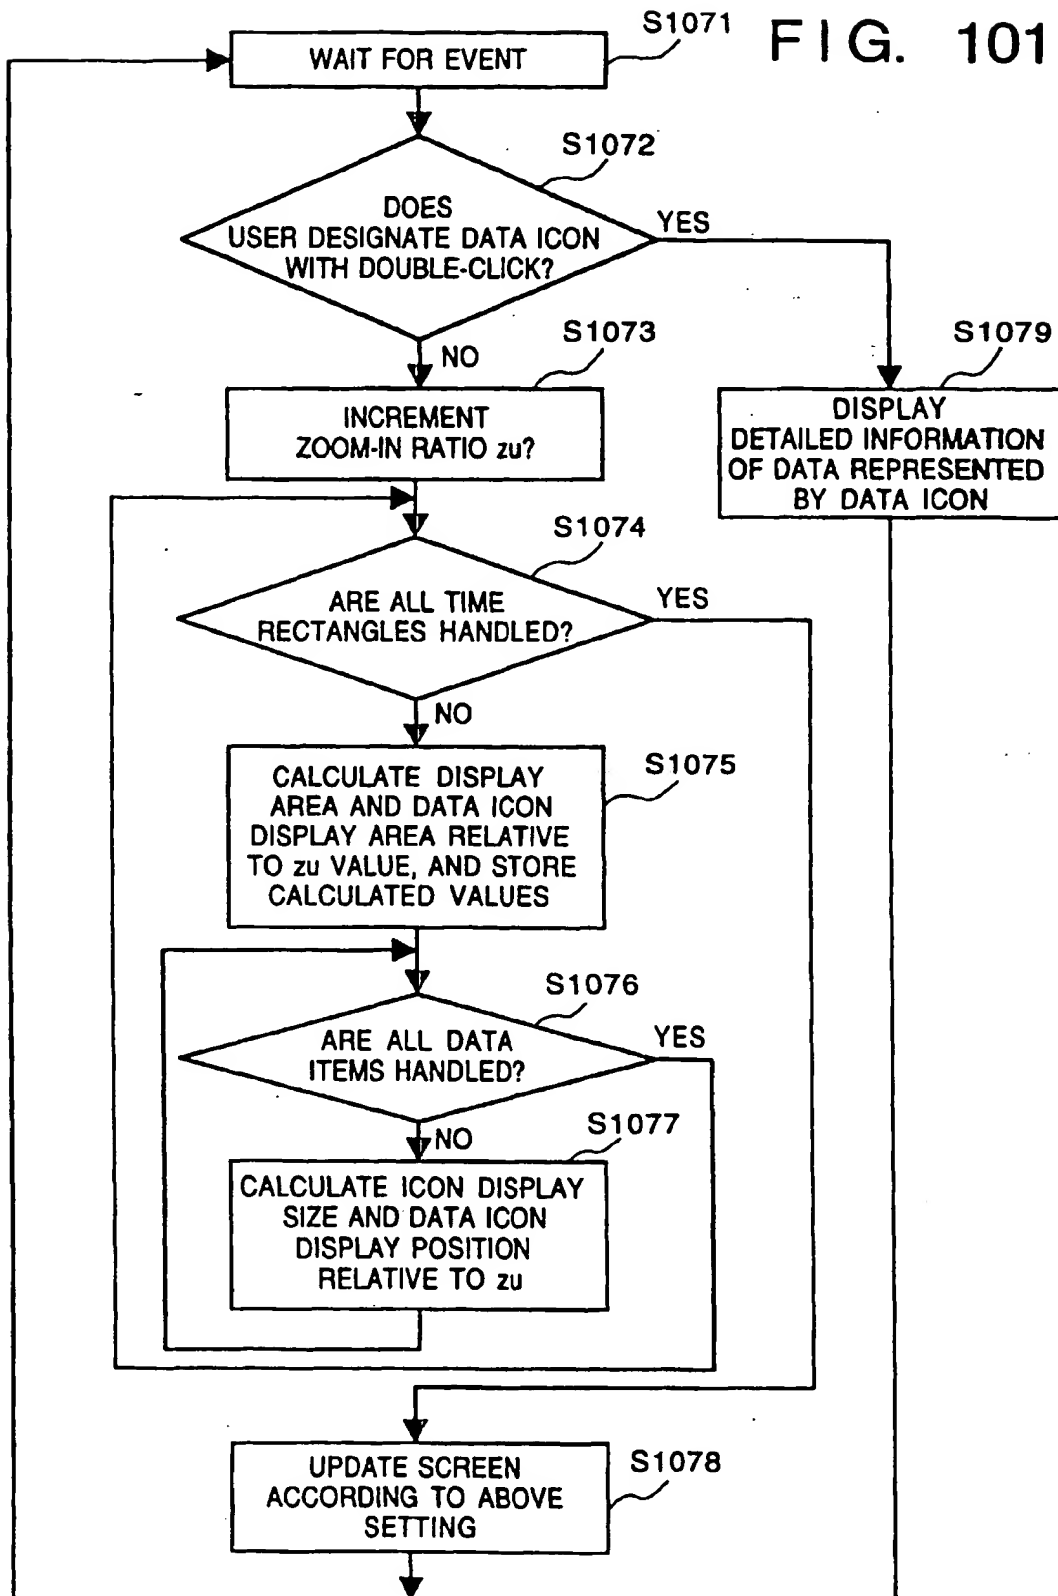 FIG. 101
S1071
WAIT FOR EVENT
S1072
DOES
USER DESIGNATE DATA ICON
WITH DOUBLE-CLICK?
YES
NO
S1073
INCREMENT
ZOOM-IN RATIO zu?
S1079
DISPLAY
DETAILED INFORMATION
OF DATA REPRESENTED
BY DATA ICON
S1074
ARE ALL TIME
RECTANGLES HANDLED?
YES
NO
S1075
CALCULATE DISPLAY
AREA AND DATA ICON
DISPLAY AREA RELATIVE
TO zu VALUE, AND STORE
CALCULATED VALUES
S1076
ARE ALL DATA
ITEMS HANDLED?
YES
NO
S1077
CALCULATE ICON DISPLAY
SIZE AND DATA ICON
DISPLAY POSITION
RELATIVE TO zu
S1078
UPDATE SCREEN
ACCORDING TO ABOVE
SETTING